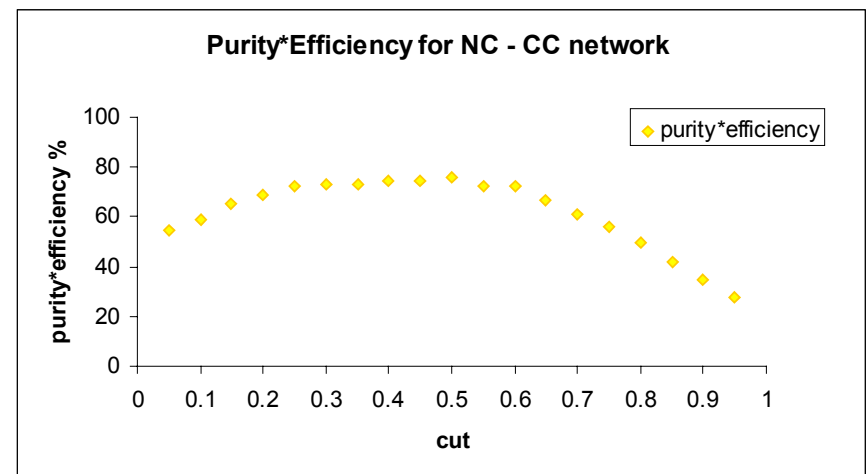 Purity*Efficiency for NC - CC network
purity*efficiency %
100
80
60
40
20
0
purity*efficiency
0 0.1 0.2 0.3 0.4 0.5 0.6 0.7 0.8 0.9 1
cut